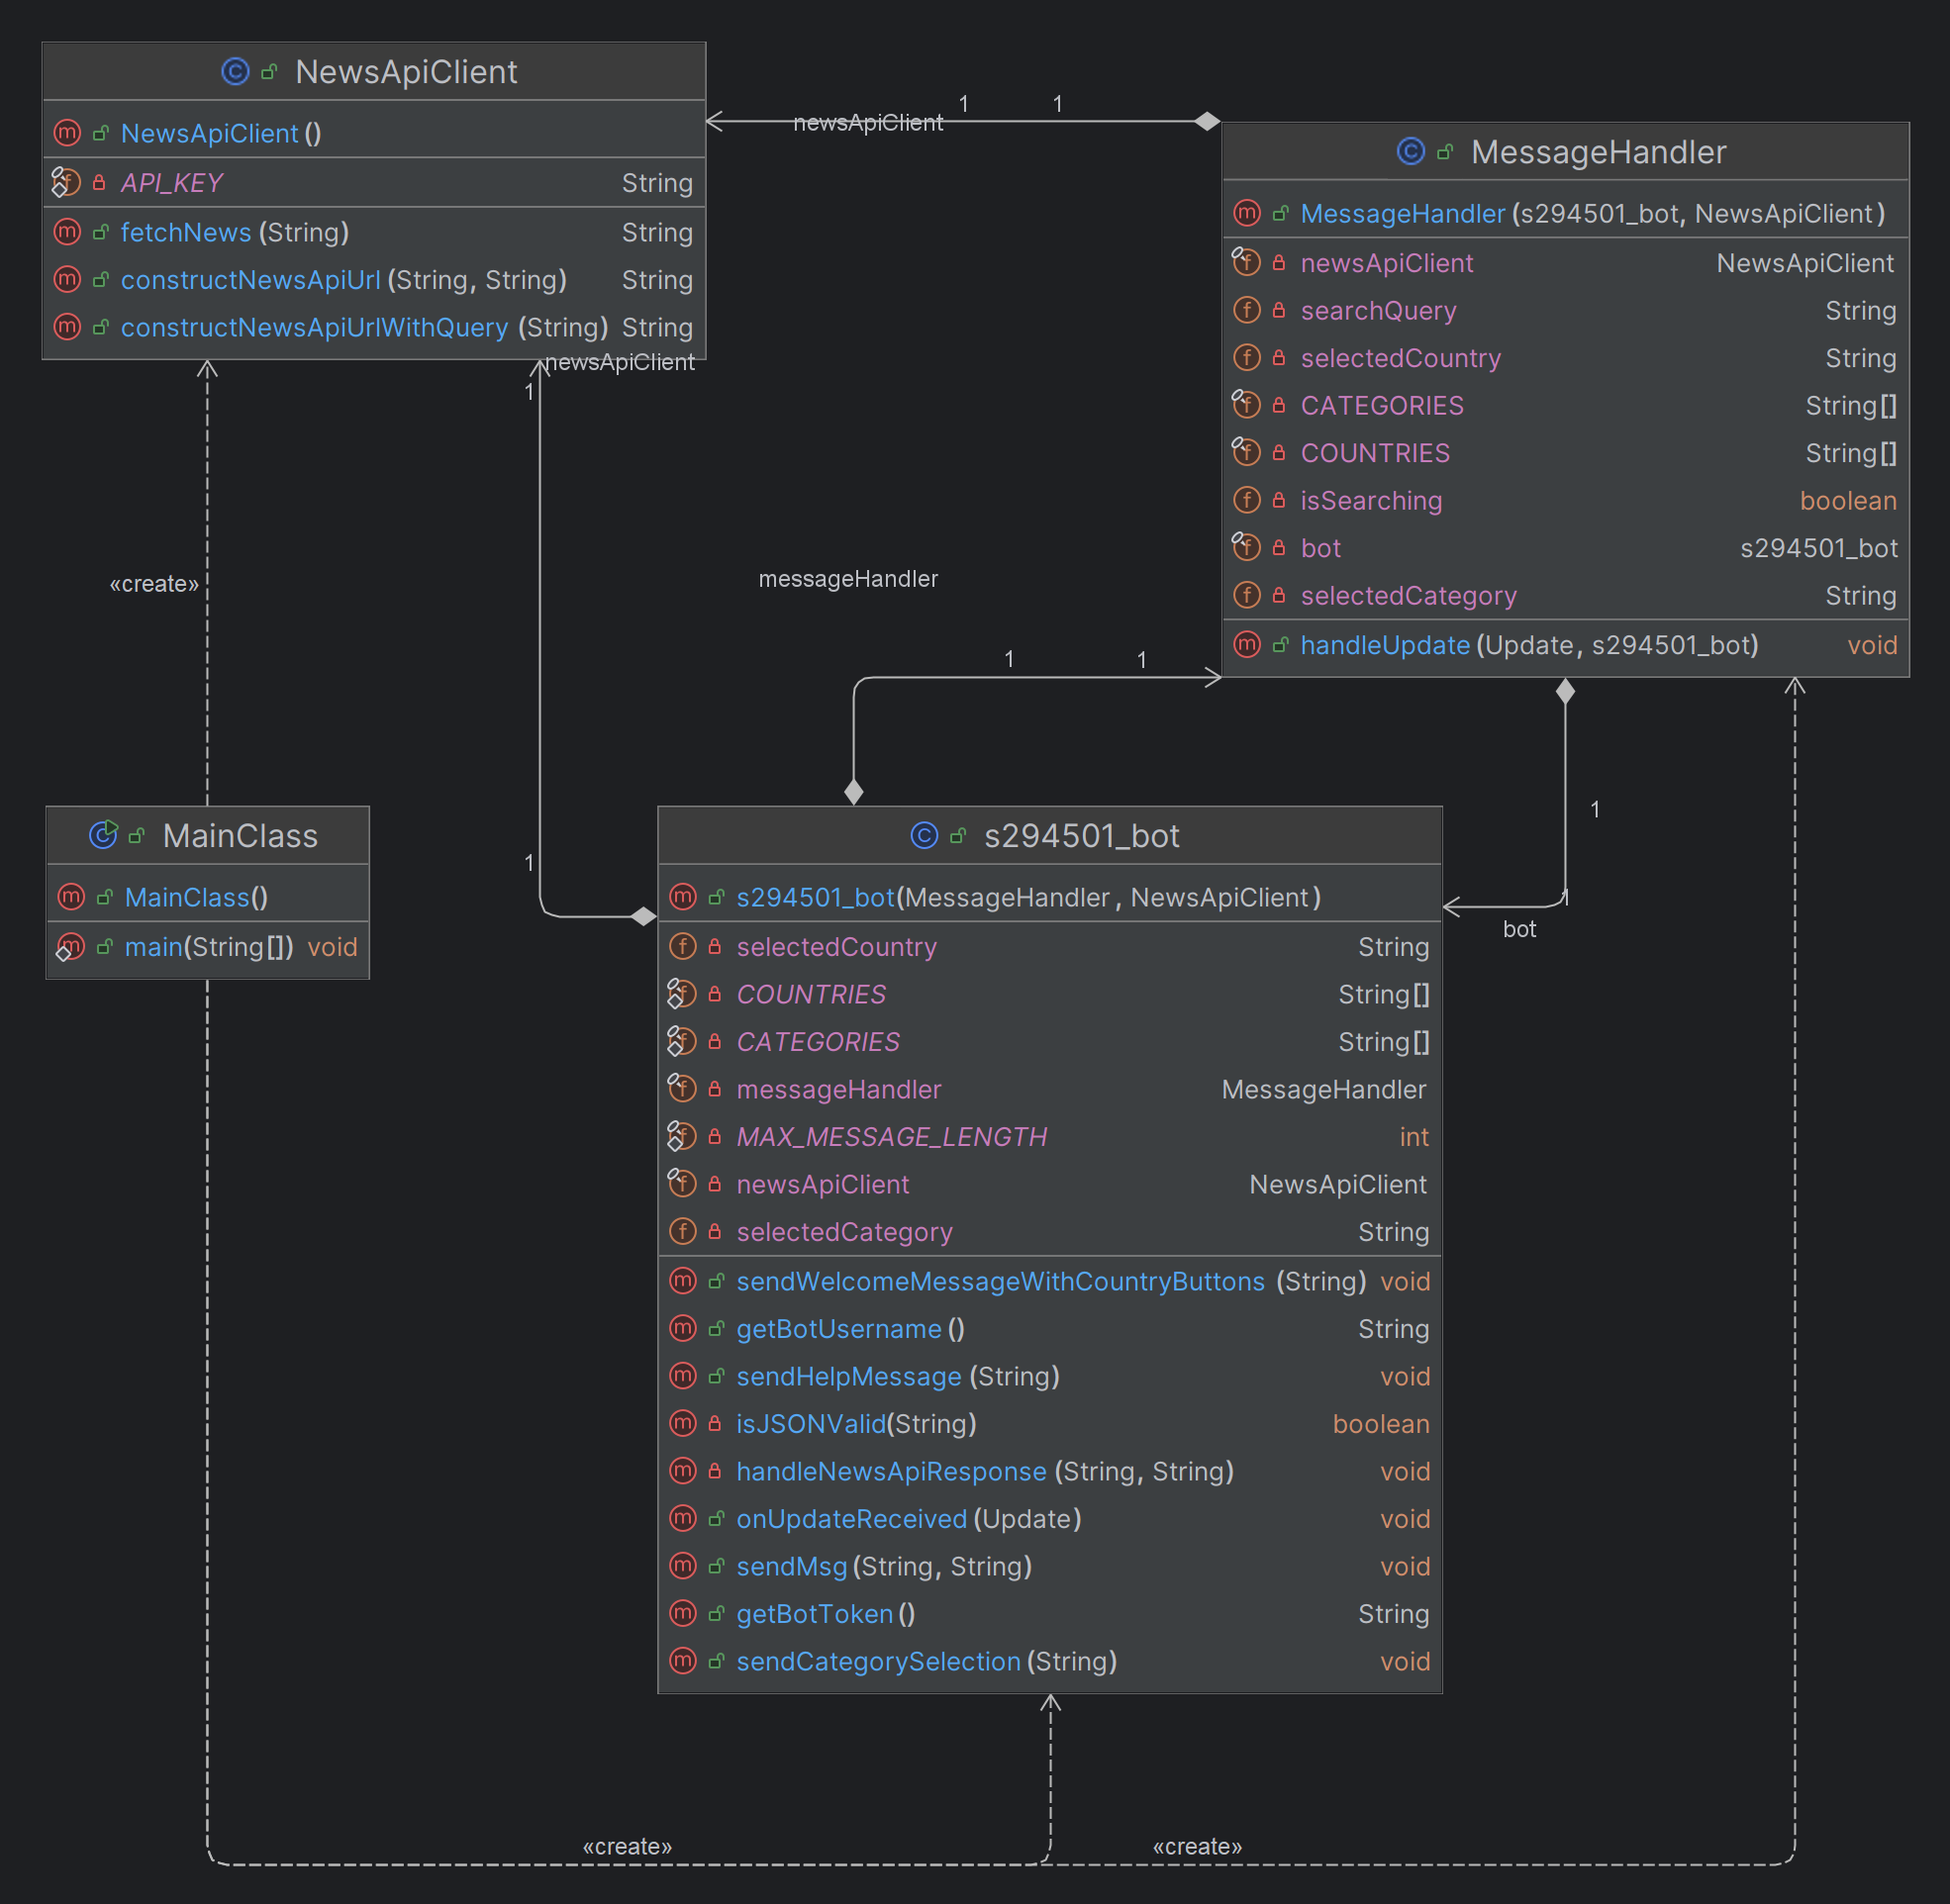 NewsApiClient
NewsApiClient ()
API_KEY String
fetchNews (String) String
constructNewsApiUrl (String, String) String
constructNewsApiUrlWithQuery (String) String
newsApiClient
1 1
MessageHandler
MessageHandler (s294501_bot, NewsApiClient)
newsApiClient NewsApiClient
searchQuery String
selectedCountry String
CATEGORIES String[]
COUNTRIES String[]
isSearching boolean
bot s294501_bot
selectedCategory String
handleUpdate (Update, s294501_bot) void
newsApiClient
1
«create»
messageHandler
1 1
1
1
1
bot
MainClass
MainClass()
main(String[]) void
s294501_bot
s294501_bot(MessageHandler, NewsApiClient)
selectedCountry String
COUNTRIES String[]
CATEGORIES String[]
messageHandler MessageHandler
MAX_MESSAGE_LENGTH int
newsApiClient NewsApiClient
selectedCategory String
sendWelcomeMessageWithCountryButtons (String) void
getBotUsername () String
sendHelpMessage (String) void
isJSONValid(String) boolean
handleNewsApiResponse (String, String) void
onUpdateReceived (Update) void
sendMsg (String, String) void
getBotToken () String
sendCategorySelection (String) void
«create» «create»